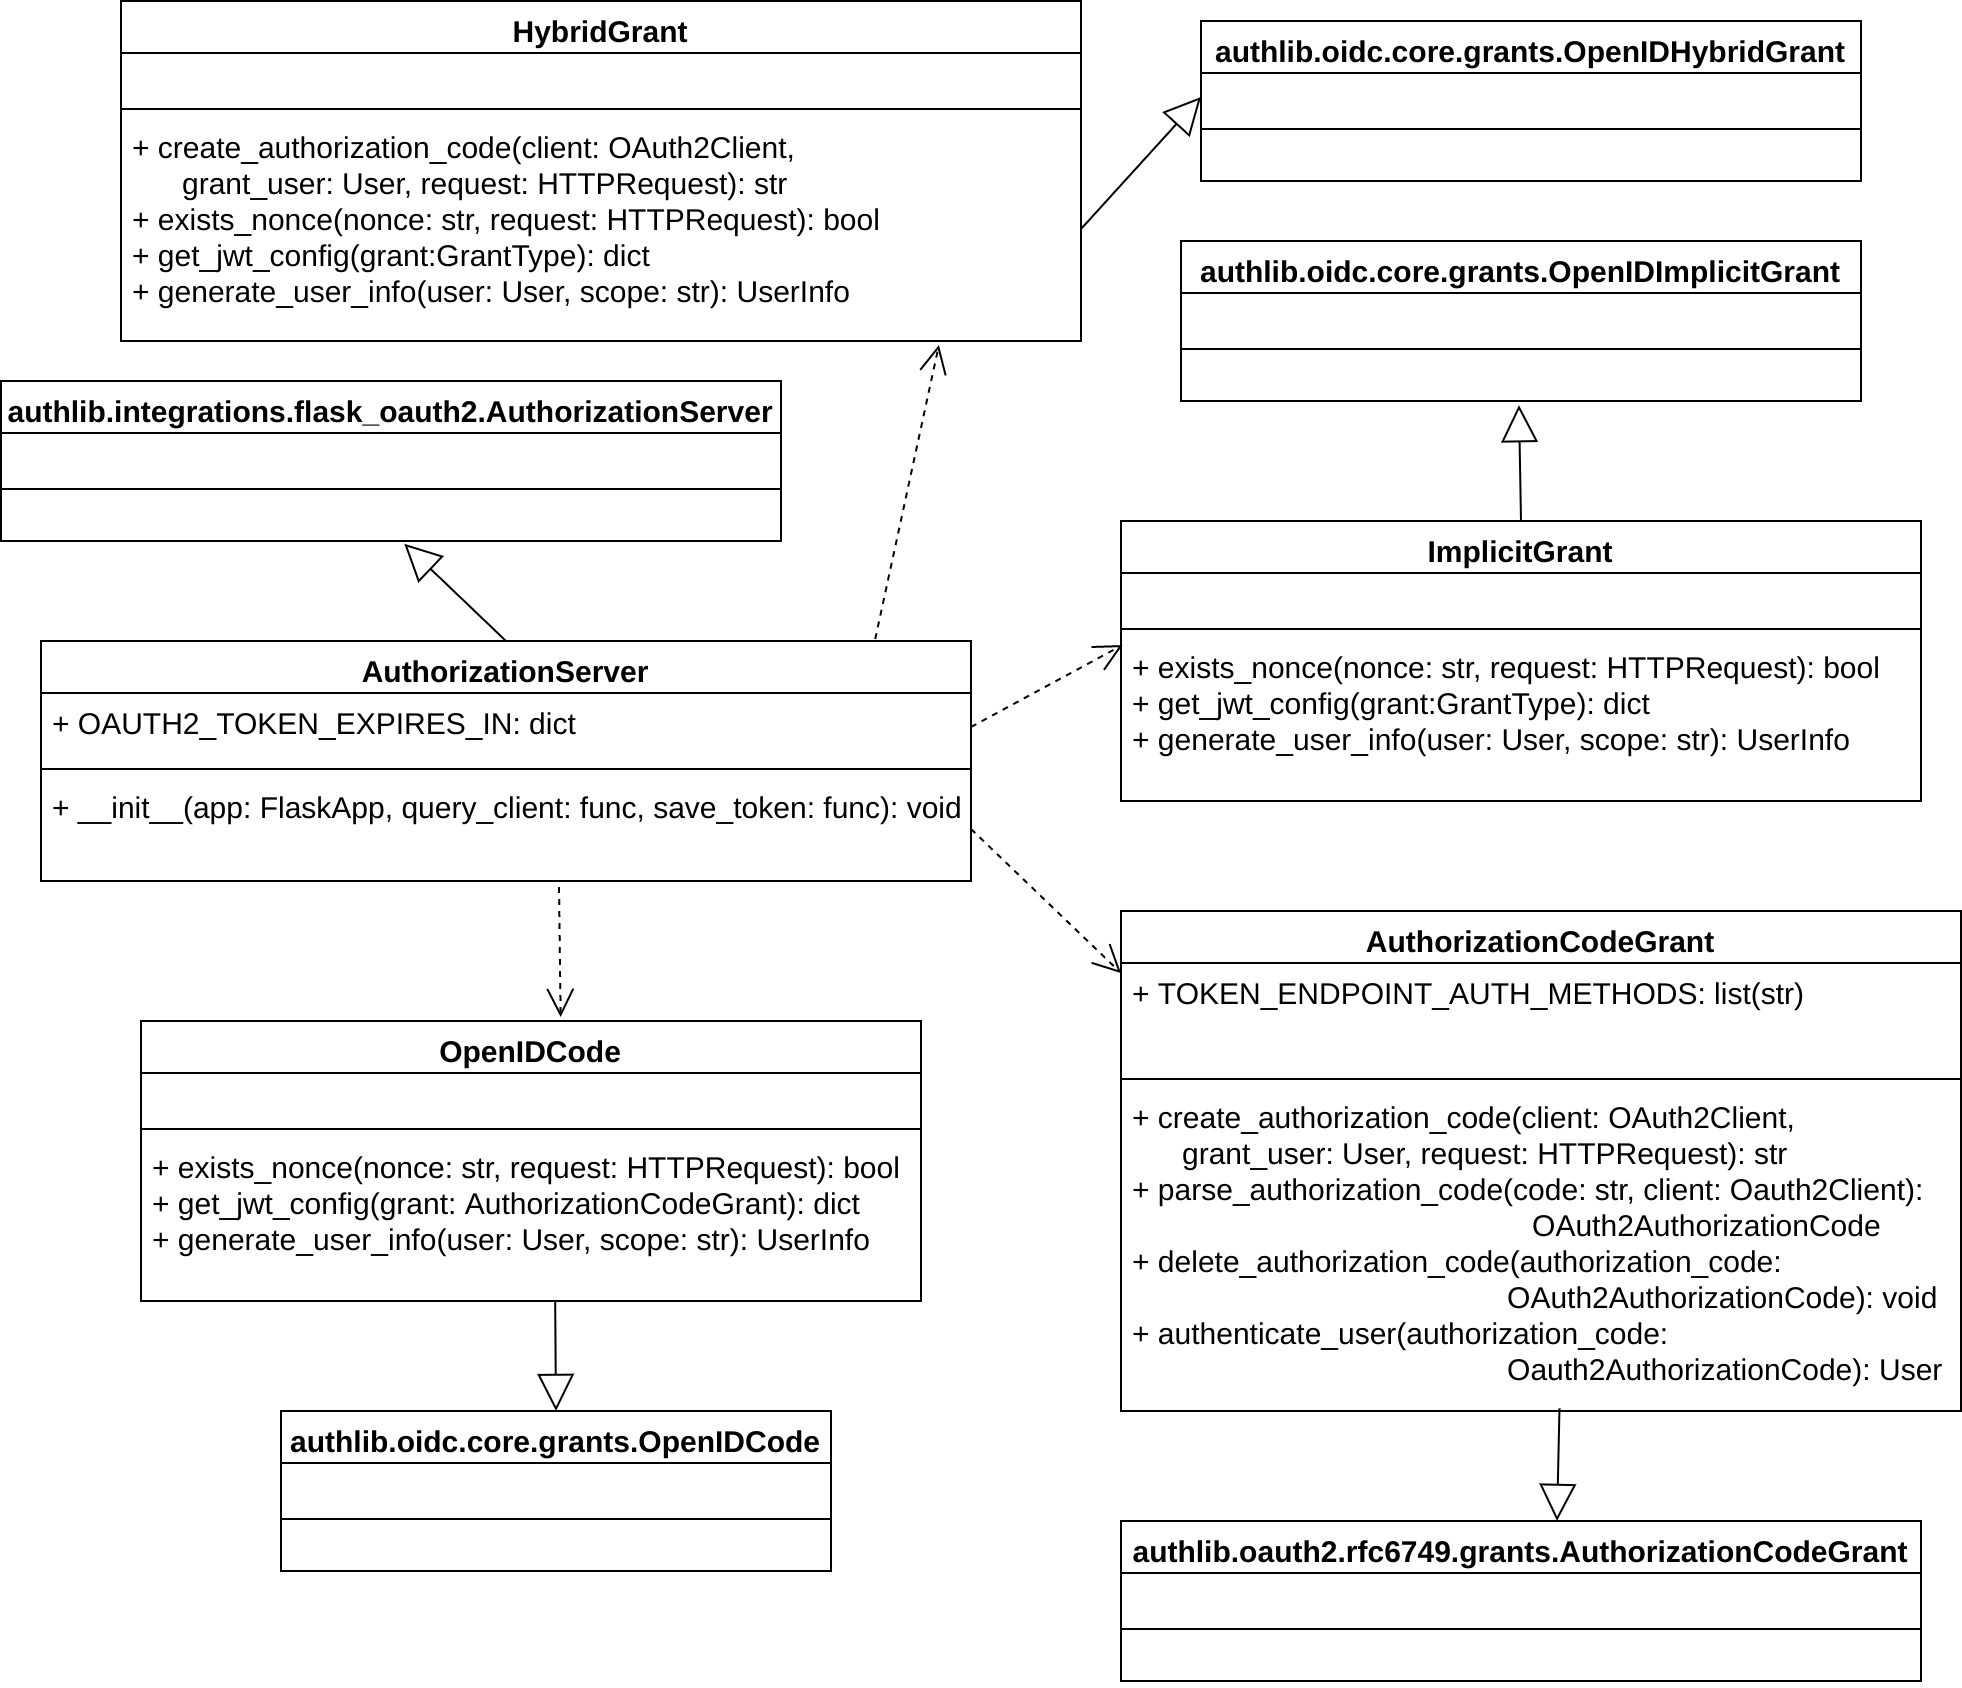 HybridGrant
+ create_authorization_code(client: OAuth2Client,
grant_user: User, request: HTTPRequest): str
+ exists_nonce(nonce: str, request: HTTPRequest): bool
+ get_jwt_config(grant:GrantType): dict
+ generate_user_info(user: User, scope: str): UserInfo
authlib.oidc.core.grants.OpenIDHybridGrant
authlib.oidc.core.grants.OpenIDImplicitGrant
authlib.integrations.flask_oauth2.AuthorizationServer
ImplicitGrant
+ exists_nonce(nonce: str, request: HTTPRequest): bool
+ get_jwt_config(grant:GrantType): dict
+ generate_user_info(user: User, scope: str): UserInfo
AuthorizationServer
+ OAUTH2_TOKEN_EXPIRES_IN: dict
+ __init__(app: FlaskApp, query_client: func, save_token: func): void
AuthorizationCodeGrant
+ TOKEN_ENDPOINT_AUTH_METHODS: list(str)
+ create_authorization_code(client: OAuth2Client,
grant_user: User, request: HTTPRequest): str
+ parse_authorization_code(code: str, client: Oauth2Client):
OAuth2AuthorizationCode
+ delete_authorization_code(authorization_code:
OAuth2AuthorizationCode): void
+ authenticate_user(authorization_code:
Oauth2AuthorizationCode): User
OpenIDCode
+ exists_nonce(nonce: str, request: HTTPRequest): bool
+ get_jwt_config(grant: AuthorizationCodeGrant): dict
+ generate_user_info(user: User, scope: str): UserInfo
authlib.oidc.core.grants.OpenIDCode
authlib.oauth2.rfc6749.grants.AuthorizationCodeGrant